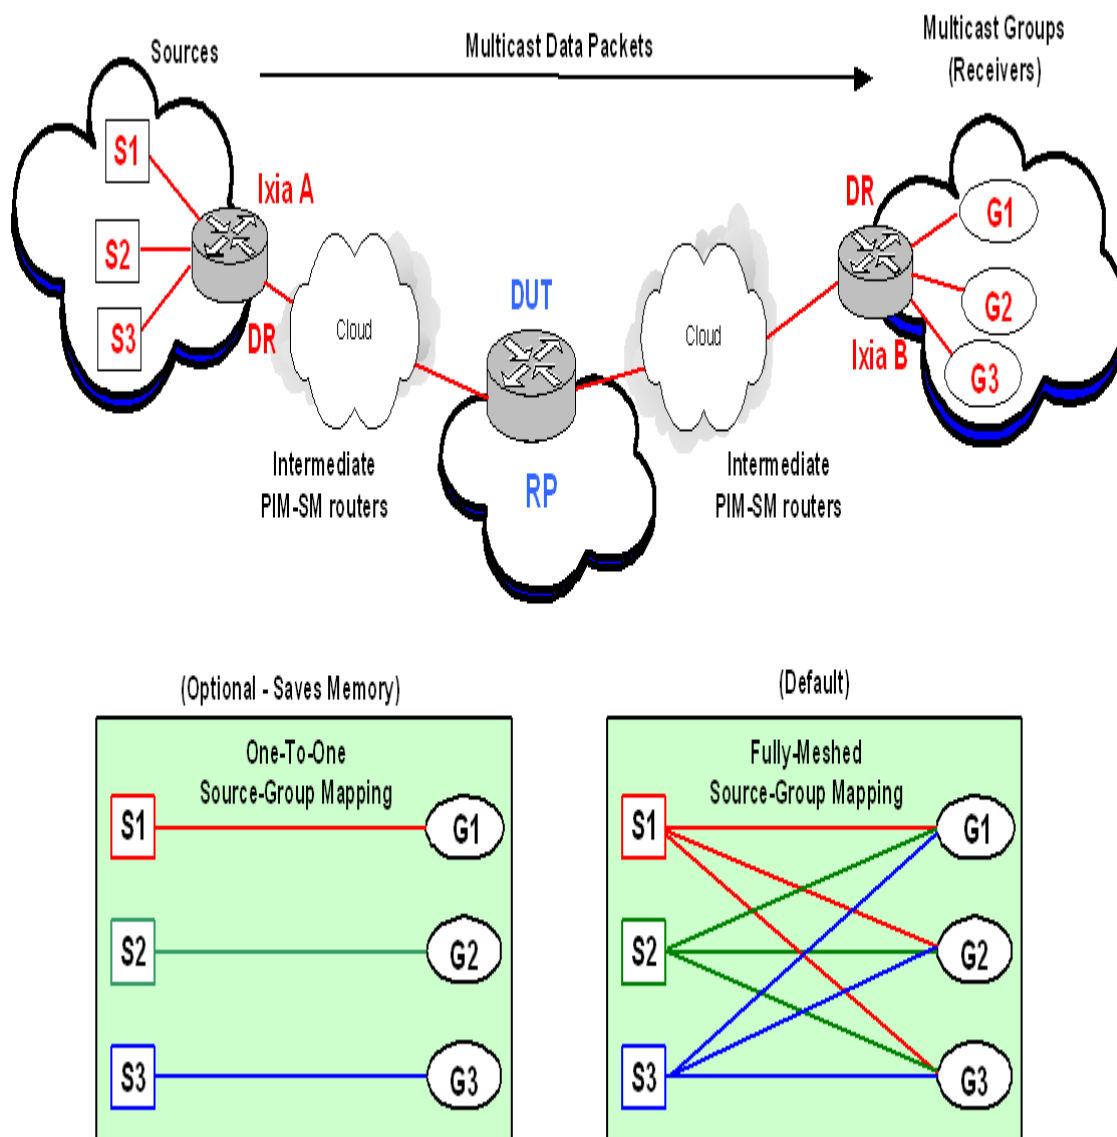 Sources
Multicast Data Packets
Multicast Groups
(Receivers)
S1
S2
S3
Ixia A
DR
Cloud
Intermediate
PIM-SM routers
DUT
RP
Cloud
Intermediate
PIM-SM routers
DR
Ixia B
G1
G2
G3
(Optional - Saves Memory)
One-To-One
Source-Group Mapping
S1
G1
S2
G2
S3
G3
(Default)
Fully-Meshed
Source-Group Mapping
S1
G1
S2
G2
S3
G3